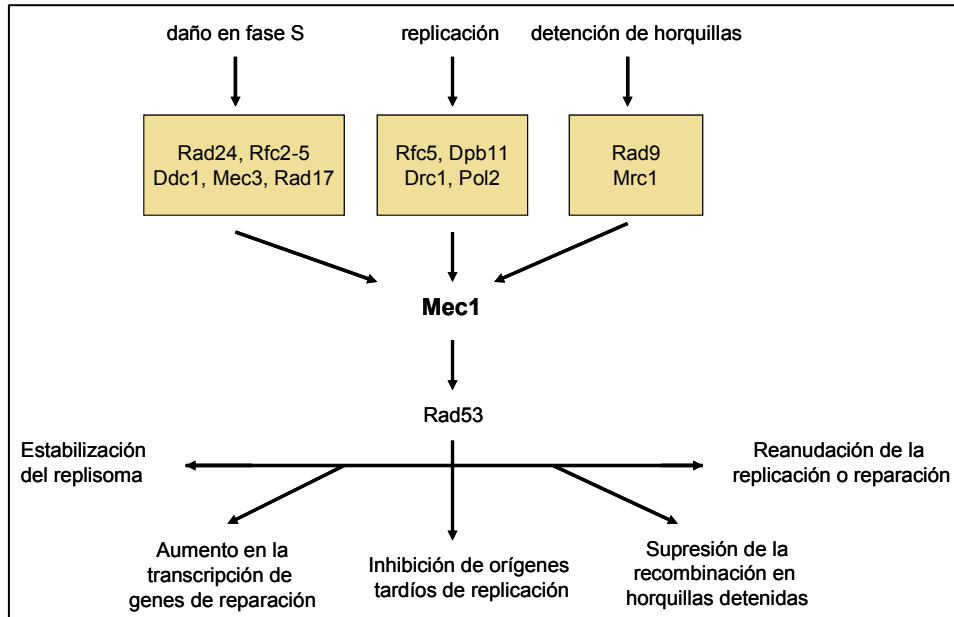 daño en fase S
replicación
detención de horquillas
Rad24, Rfc2-5
Ddc1, Mec3, Rad17
Rfc5, Dpb11
Drc1, Pol2
Rad9
Mrc1
Mec1
Rad53
Estabilización
del replisoma
Reanudación de la
replicación o reparación
Aumento en la
transcripción de
genes de reparación
Inhibición de orígenes
tardíos de replicación
Supresión de la
recombinación en
horquillas detenidas